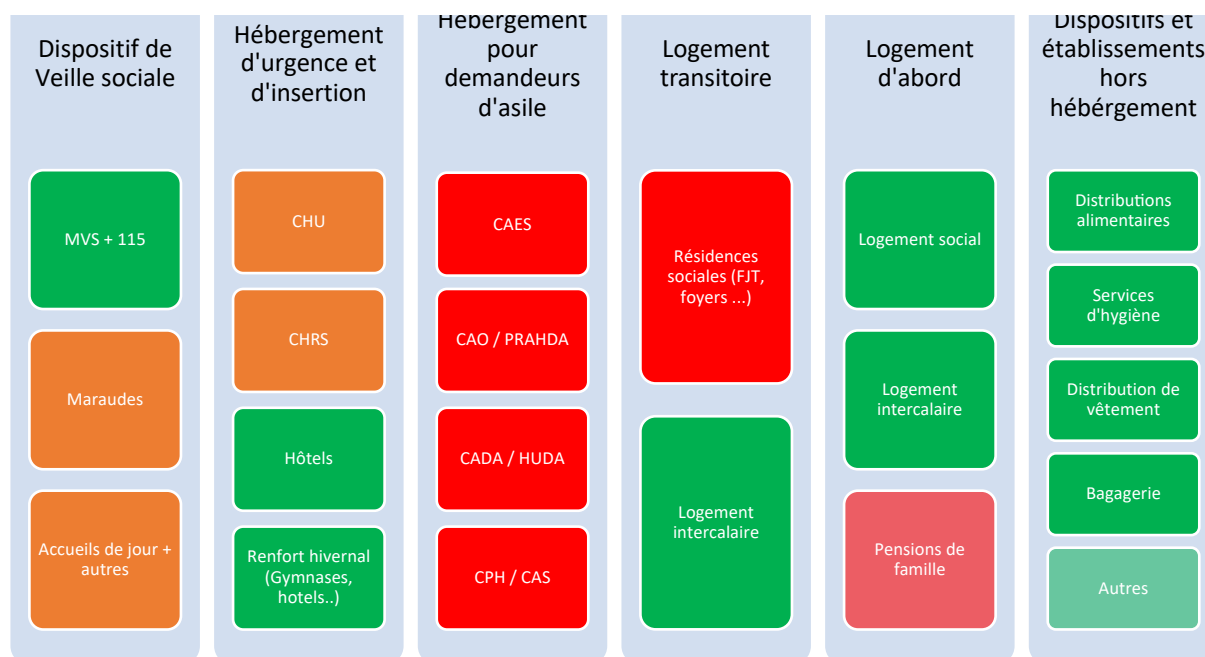 Dispositif de
Veille sociale
MVS + 115
Maraudes
Accueils de jour +
autres
Hébergement
d'urgence et
d'insertion
CHU
CHRS
Hôtels
Renfort hivernal
(Gymnases,
hotels..)
Hébergement
pour
demandeurs
d'asile
CAES
CAO / PRAHDA
CADA / HUDA
CPH / CAS
Logement
transitoire
Résidences
sociales (FJT,
foyers ...)
Logement
intercalaire
Logement
d'abord
Logement social
Logement
intercalaire
Pensions de
famille
Dispositifs et
établissements
hors
hébérgement
Distributions
alimentaires
Services
d'hygiène
Distribution de
vêtement
Bagagerie
Autres